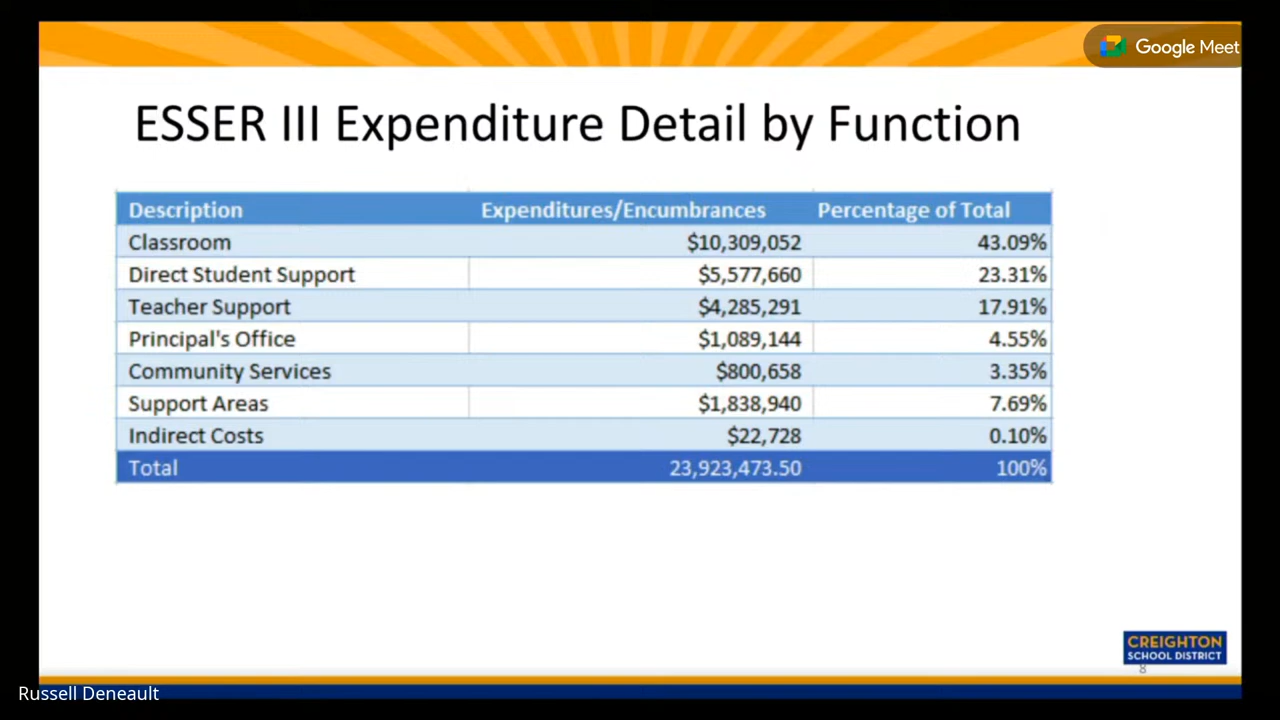 Google Meet
ESSER III Expenditure Detail by Function
Description Expenditures/Encumbrances Percentage of Total
Classroom $10,309,052 43.09%
Direct Student Support $5,577,660 23.31%
Teacher Support $4,285,291 17.91%
Principal's Office $1,089,144 4.55%
Community Services $800,658 3.35%
Support Areas $1,838,940 7.69%
Indirect Costs $22,728 0.10%
Total 23,923,473.50 100%
CREIGHTON
SCHOOL DISTRICT
8
Russell Deneault